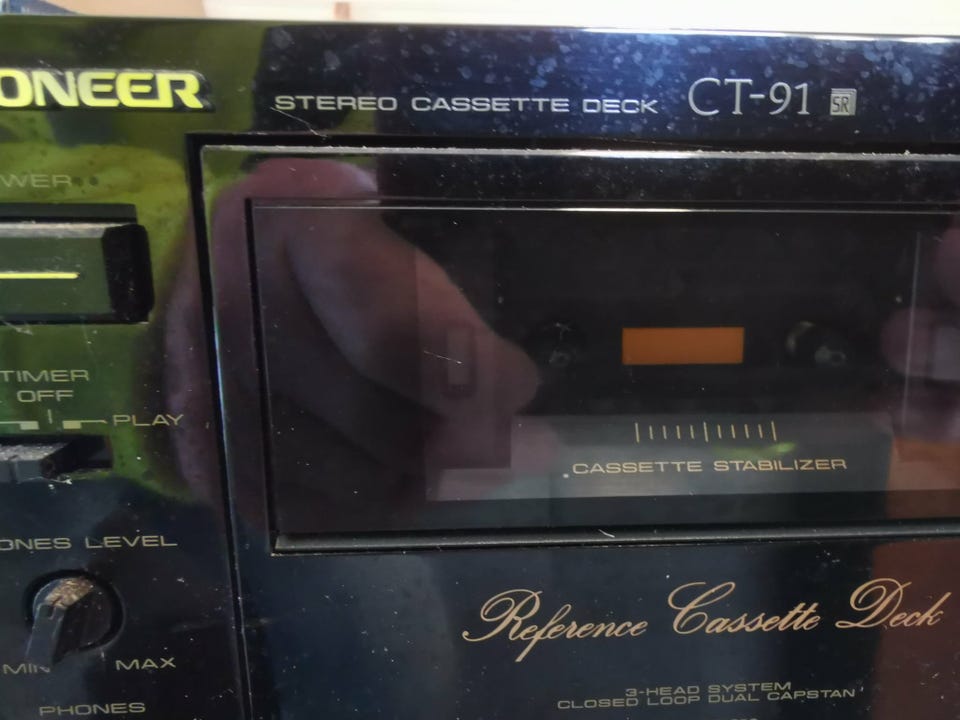 ONEER
STEREO CASSETTE DECK CT-91 SR
WER
TIMER
OFF
PLAY
CASSETTE STABILIZER
ONES LEVEL
Reference Cassette Deck
MIN MAX
3-HEAD SYSTEM
CLOSED LOOP DUAL CAPSTAN
PHONES